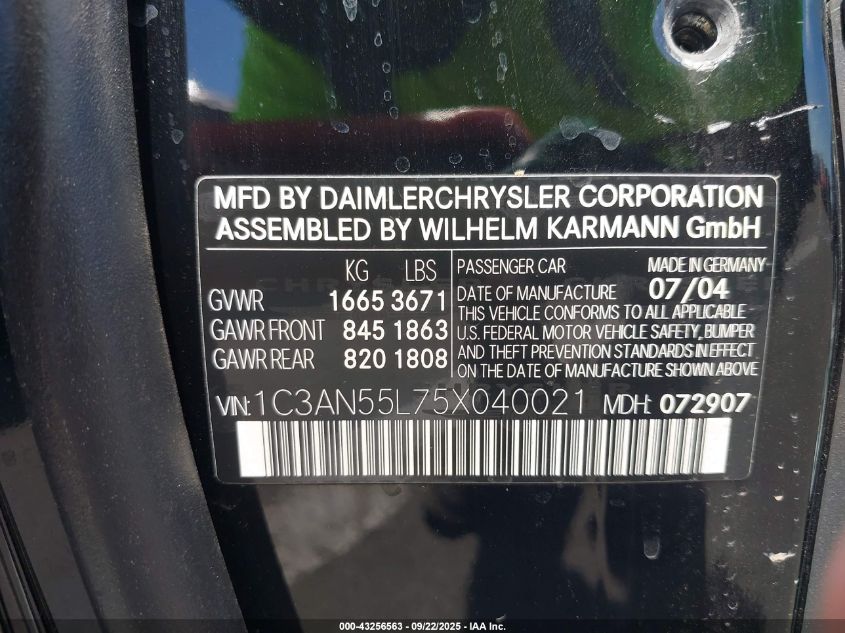 MFD BY DAIMLERCHRYSLER CORPORATION
ASSEMBLED BY WILHELM KARMANN GmbH
KG LBS
GVWR 1665 3671
GAWR FRONT 845 1863
GAWR REAR 820 1808
PASSENGER CAR MADE IN GERMANY
DATE OF MANUFACTURE 07/04
THIS VEHICLE CONFORMS TO ALL APPLICABLE
U.S. FEDERAL MOTOR VEHICLE SAFETY, BUMPER
AND THEFT PREVENTION STANDARDS IN EFFECT
ON THE DATE OF MANUFACTURE SHOWN ABOVE
VIN: 1C3AN55L75X040021 MDH: 072907
000-43256563 - 09/22/2025 - IAA Inc.